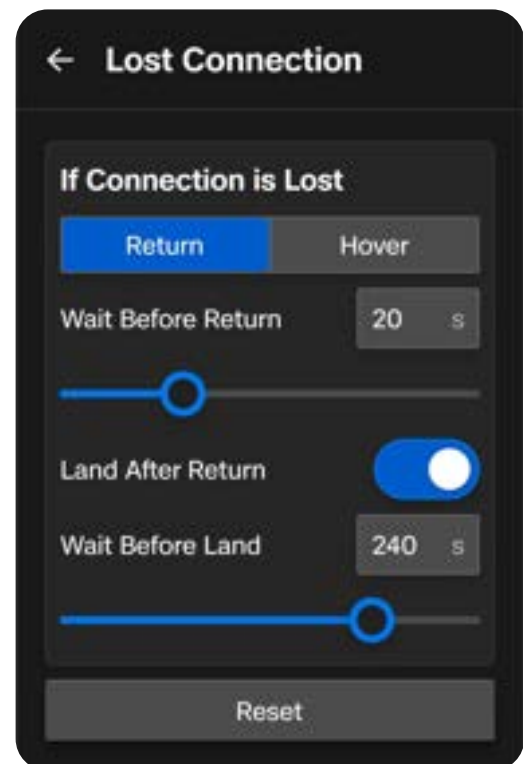 Lost Connection
If Connection is Lost
Return Hover
Wait Before Return 20 s
Land After Return
Wait Before Land 240 s
Reset